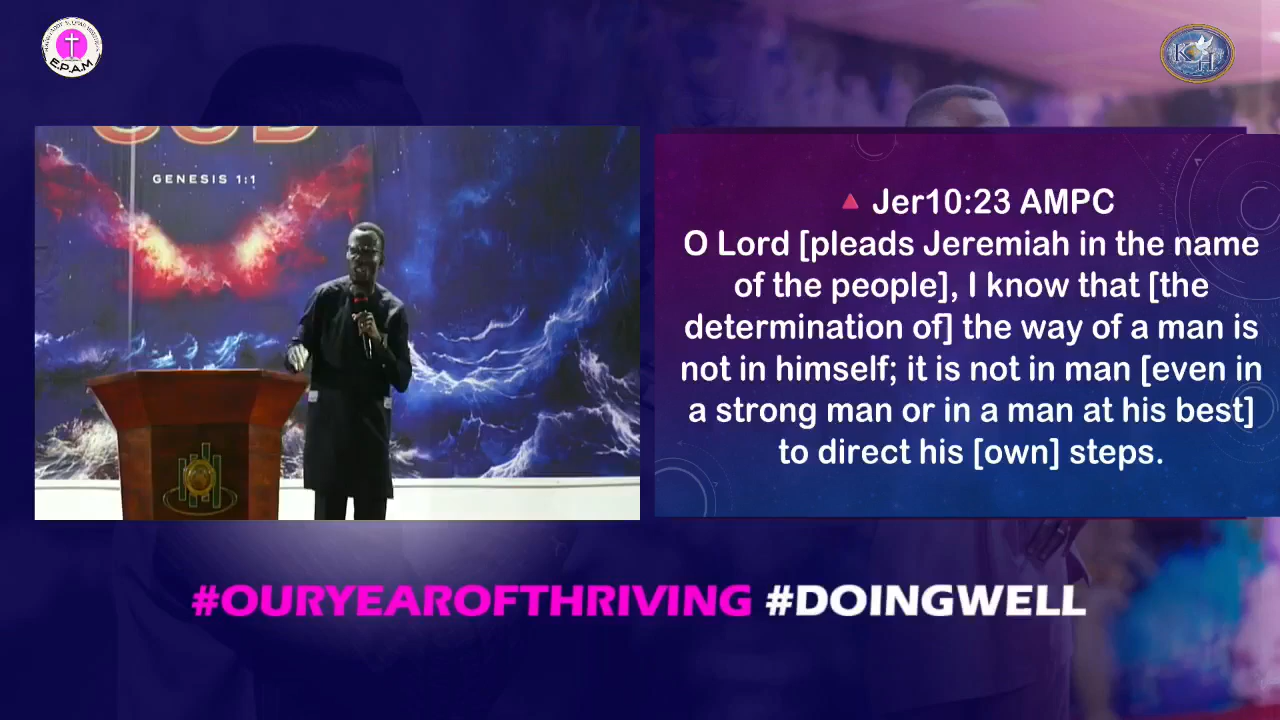 E.P.A.M
K H
GOD
GENESIS 1:1
Jer10:23 AMPC
O Lord [pleads Jeremiah in the name
of the people], I know that [the
determination of] the way of a man is
not in himself; it is not in man [even in
a strong man or in a man at his best]
to direct his [own] steps.
#OURYEAROFTHRIVING #DOINGWELL